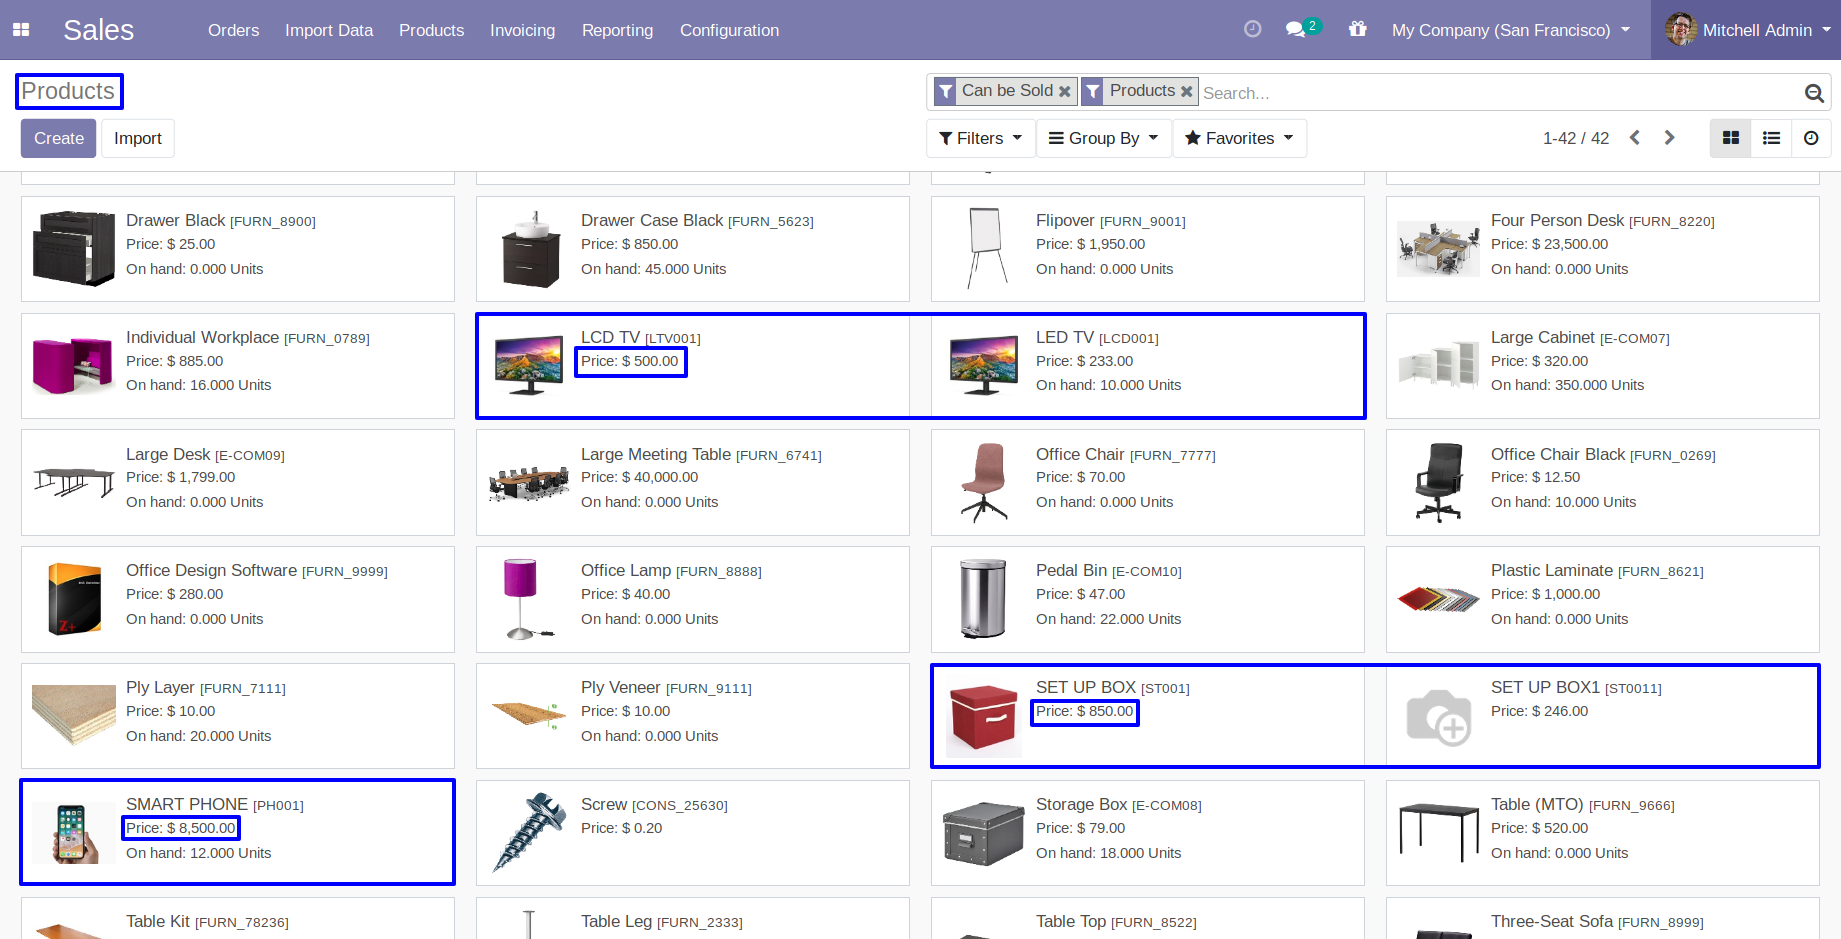 Sales Orders Import Data Products Invoicing Reporting Configuration 2 My Company (San Francisco) Mitchell Admin
Products
Can be Sold Products Search...
Create Import
Filters Group By Favorites 1-42 / 42
Drawer Black [FURN_8900]
Price: $ 25.00
On hand: 0.000 Units
Drawer Case Black [FURN_5623]
Price: $ 850.00
On hand: 45.000 Units
Flipover [FURN_9001]
Price: $ 1,950.00
On hand: 0.000 Units
Four Person Desk [FURN_8220]
Price: $ 23,500.00
On hand: 0.000 Units
Individual Workplace [FURN_0789]
Price: $ 885.00
On hand: 16.000 Units
LCD TV [LTV001]
Price: $ 500.00
LED TV [LCD001]
Price: $ 233.00
On hand: 10.000 Units
Large Cabinet [E-COM07]
Price: $ 320.00
On hand: 350.000 Units
Large Desk [E-COM09]
Price: $ 1,799.00
On hand: 0.000 Units
Large Meeting Table [FURN_6741]
Price: $ 40,000.00
On hand: 0.000 Units
Office Chair [FURN_7777]
Price: $ 70.00
On hand: 0.000 Units
Office Chair Black [FURN_0269]
Price: $ 12.50
On hand: 10.000 Units
Office Design Software [FURN_9999]
Price: $ 280.00
On hand: 0.000 Units
Z+
Office Lamp [FURN_8888]
Price: $ 40.00
On hand: 0.000 Units
Pedal Bin [E-COM10]
Price: $ 47.00
On hand: 22.000 Units
Plastic Laminate [FURN_8621]
Price: $ 1,000.00
On hand: 0.000 Units
Ply Layer [FURN_7111]
Price: $ 10.00
On hand: 20.000 Units
Ply Veneer [FURN_9111]
Price: $ 10.00
On hand: 0.000 Units
SET UP BOX [ST001]
Price: $ 850.00
SET UP BOX1 [ST0011]
Price: $ 246.00
SMART PHONE [PH001]
Price: $ 8,500.00
On hand: 12.000 Units
Screw [CONS_25630]
Price: $ 0.20
Storage Box [E-COM08]
Price: $ 79.00
On hand: 18.000 Units
Table (MTO) [FURN_9666]
Price: $ 520.00
On hand: 0.000 Units
Table Kit [FURN_78236]
Table Leg [FURN_2333]
Table Top [FURN_8522]
Three-Seat Sofa [FURN_8999]